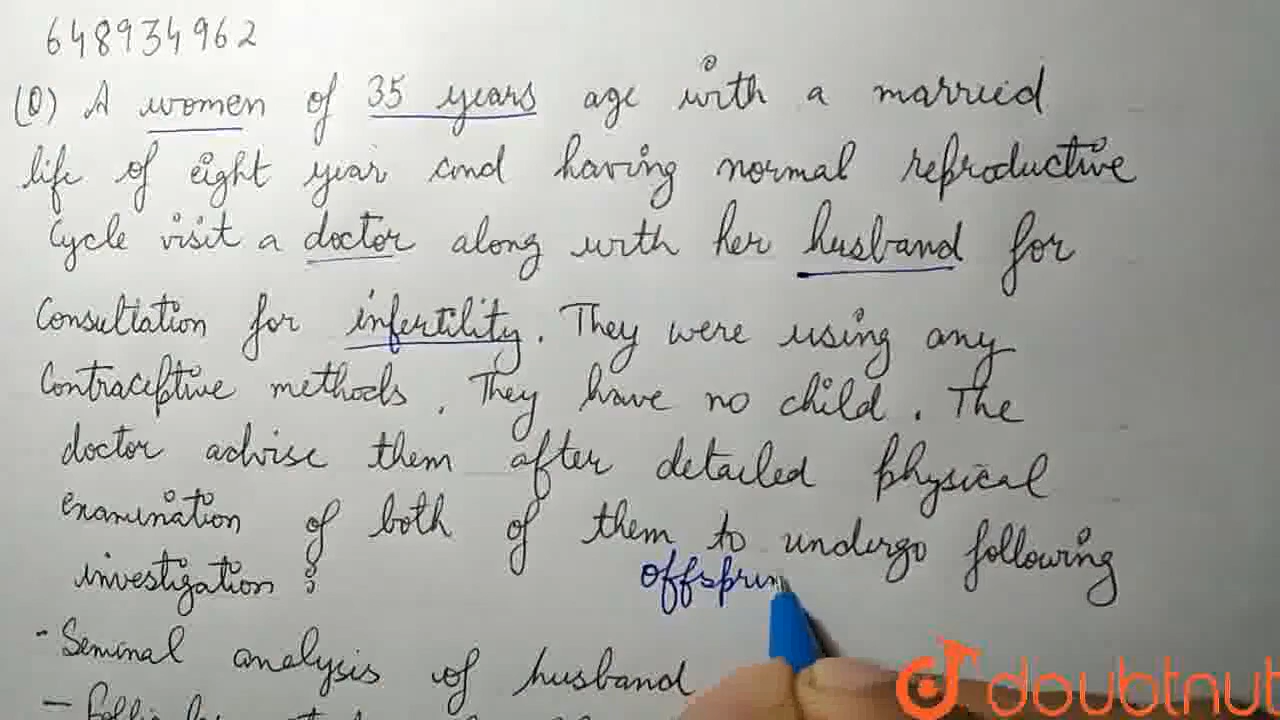 648934962
(Q) A women of 35 years age with a married
life of eight year and having normal reproductive
Cycle visit a doctor along with her husband for
Consultation for infertility. They were using any
Contraceptive methods. They have no child. The
doctor advise them after detailed physical
examination of both of them to undergo following
investigation :
offsprin
- Seminal analysis of husband
doubtnut